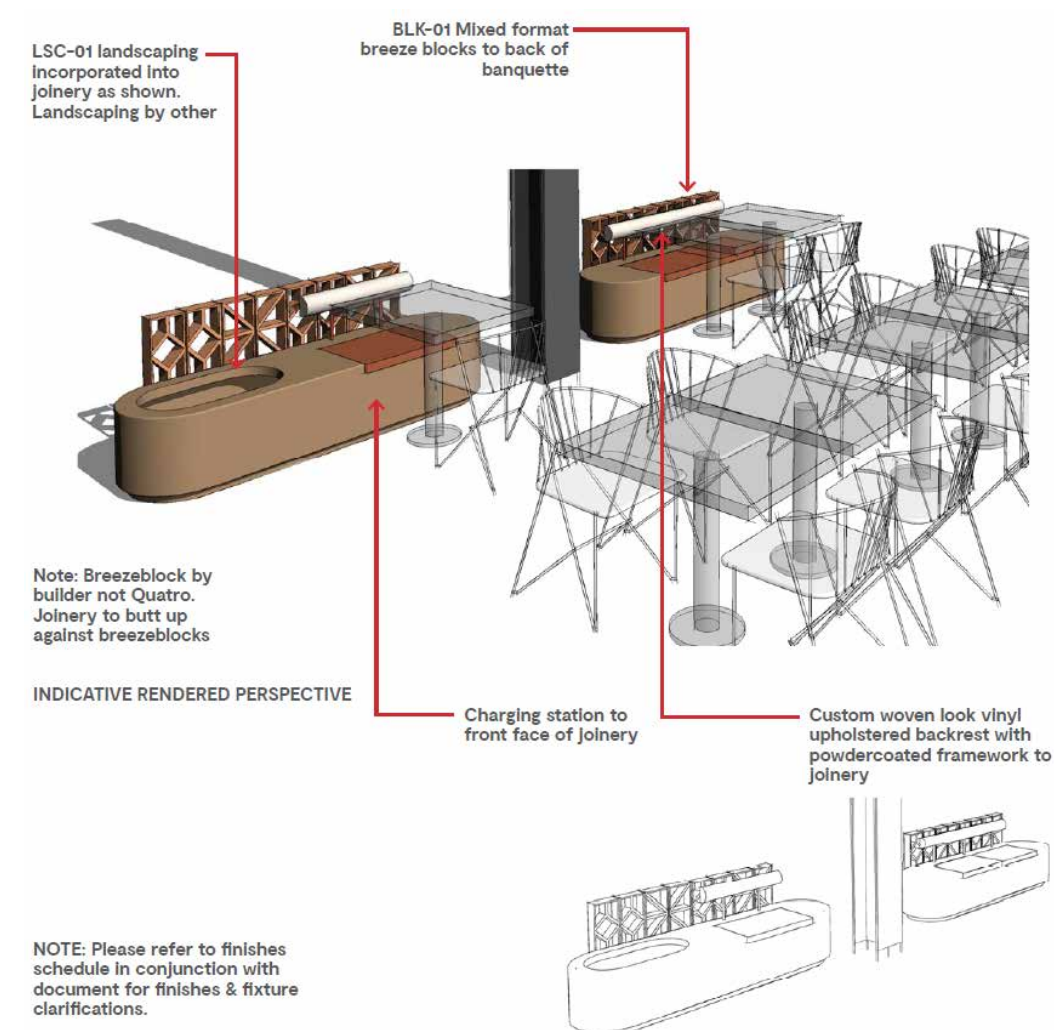 LSC-01 landscaping
incorporated into
joinery as shown.
Landscaping by other
BLK-01 Mixed format
breeze blocks to back of
banquette
Note: Breezeblock by
builder not Quatro.
Joinery to butt up
against breezeblocks
INDICATIVE RENDERED PERSPECTIVE
Charging station to
front face of joinery
Custom woven look vinyl
upholstered backrest with
powdercoated framework to
joinery
NOTE: Please refer to finishes
schedule in conjunction with
document for finishes & fixture
clarifications.